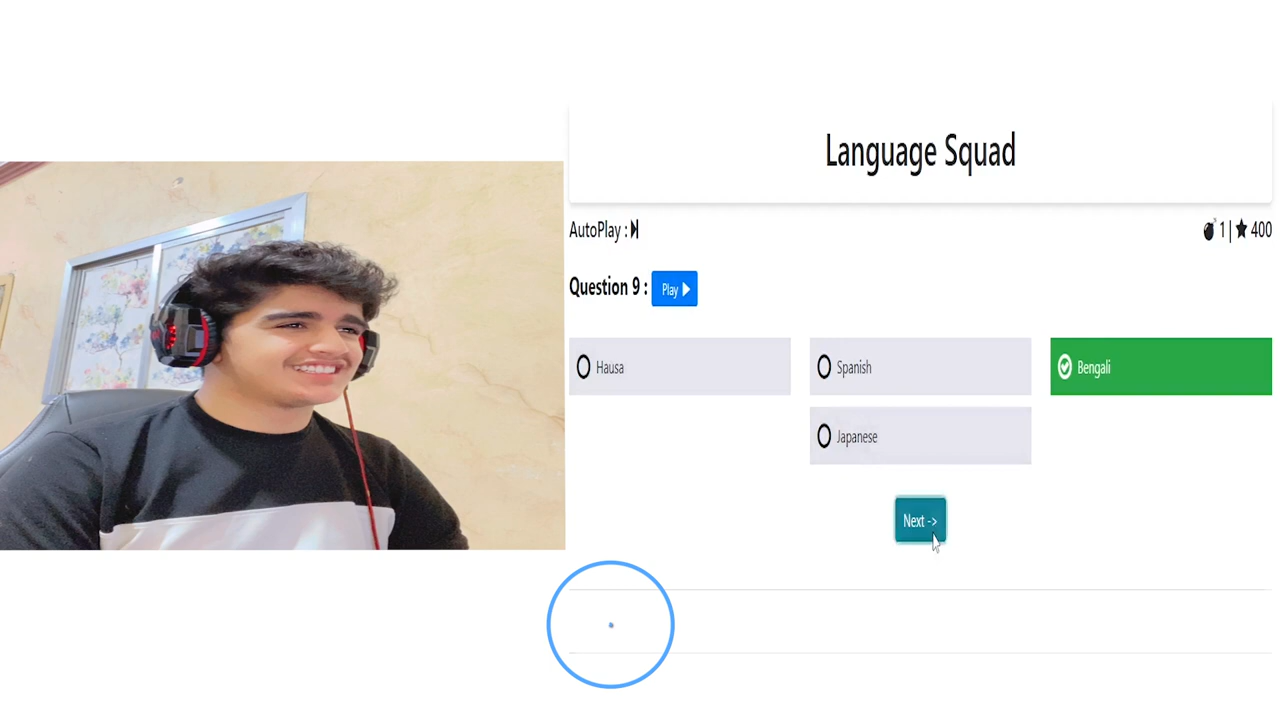 Language Squad
AutoPlay :
1 | 400
Question 9 : Play
Hausa
Spanish
Bengali
Japanese
Next ->